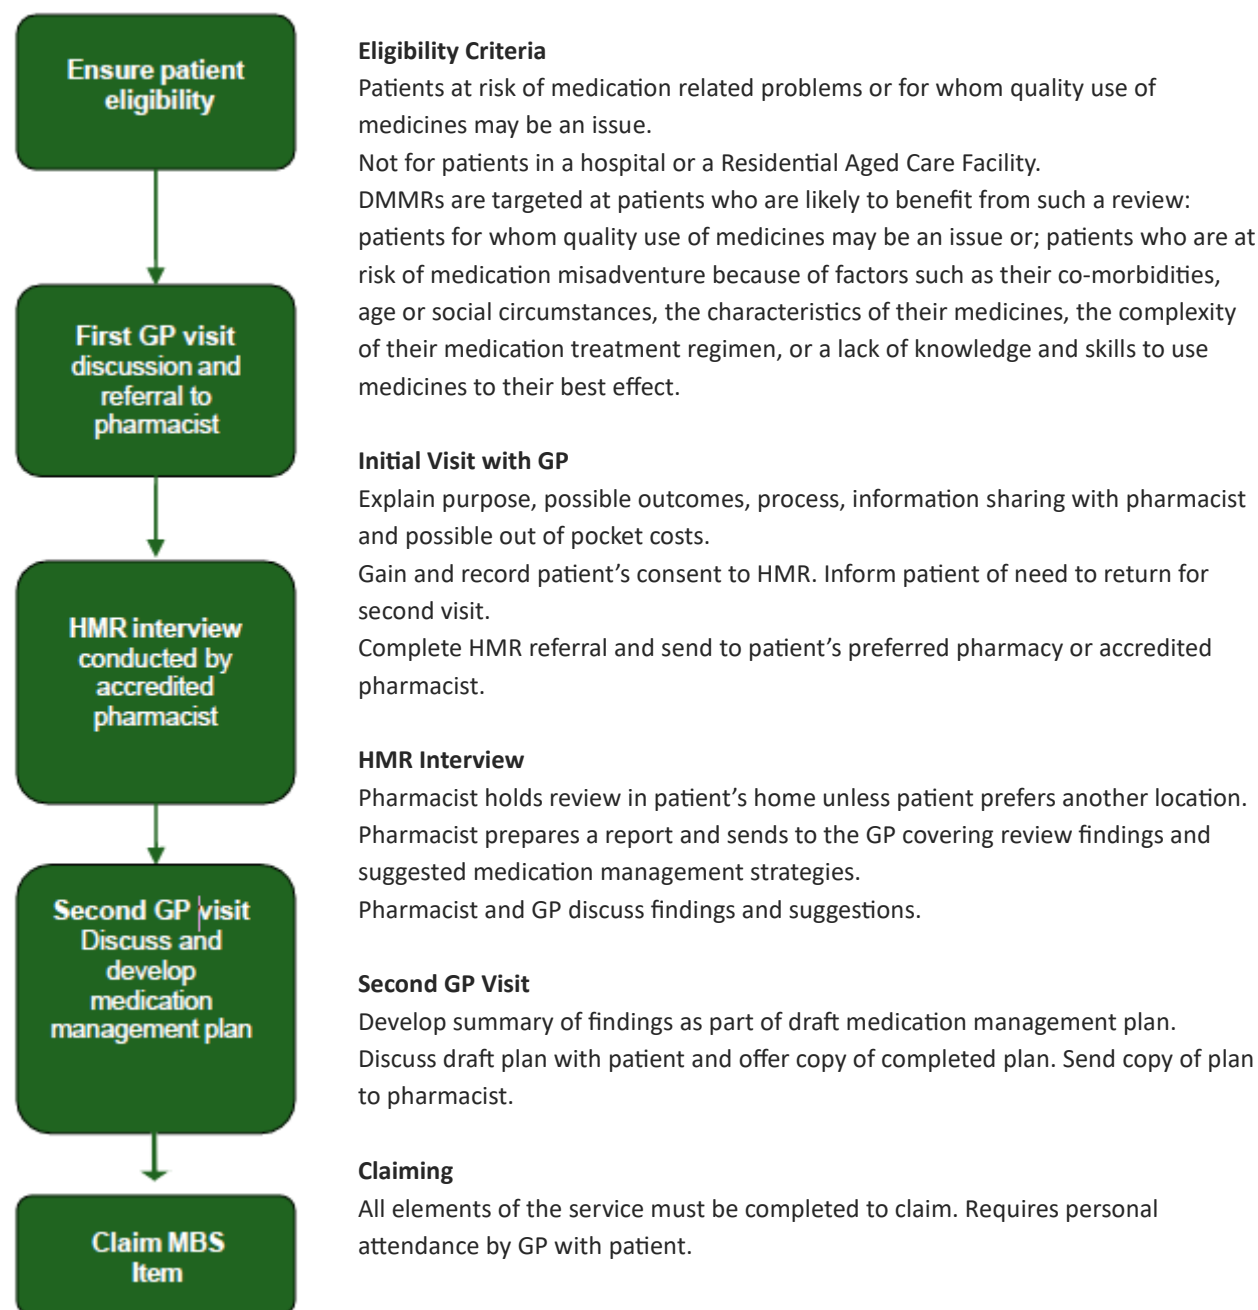 Ensure patient
eligibility
First GP visit
discussion and
referral to
pharmacist
HMR interview
conducted by
accredited
pharmacist
Second GP visit
Discuss and
develop
medication
management plan
Claim MBS
Item
Eligibility Criteria
Patients at risk of medication related problems or for whom quality use of
medicines may be an issue.
Not for patients in a hospital or a Residential Aged Care Facility.
DMMRs are targeted at patients who are likely to benefit from such a review:
patients for whom quality use of medicines may be an issue or; patients who are at
risk of medication misadventure because of factors such as their co-morbidities,
age or social circumstances, the characteristics of their medicines, the complexity
of their medication treatment regimen, or a lack of knowledge and skills to use
medicines to their best effect.
Initial Visit with GP
Explain purpose, possible outcomes, process, information sharing with pharmacist
and possible out of pocket costs.
Gain and record patient’s consent to HMR. Inform patient of need to return for
second visit.
Complete HMR referral and send to patient’s preferred pharmacy or accredited
pharmacist.
HMR Interview
Pharmacist holds review in patient’s home unless patient prefers another location.
Pharmacist prepares a report and sends to the GP covering review findings and
suggested medication management strategies.
Pharmacist and GP discuss findings and suggestions.
Second GP Visit
Develop summary of findings as part of draft medication management plan.
Discuss draft plan with patient and offer copy of completed plan. Send copy of plan
to pharmacist.
Claiming
All elements of the service must be completed to claim. Requires personal
attendance by GP with patient.